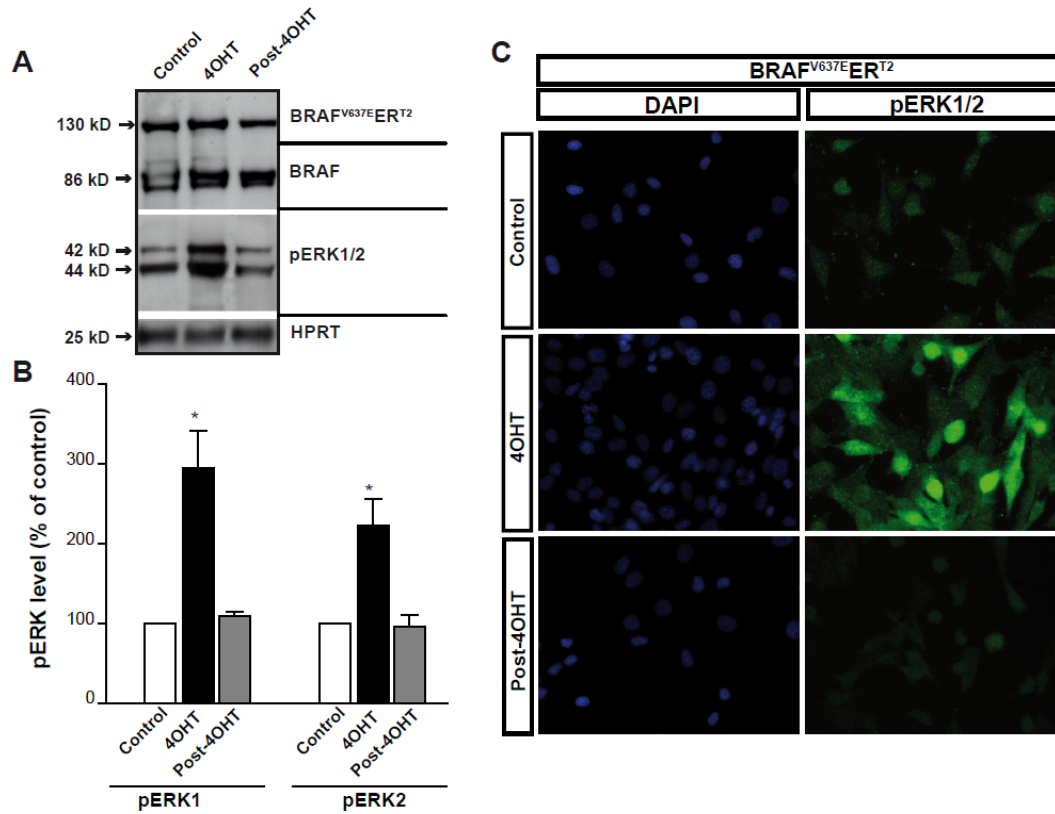 A
Control
4OHT
Post-4OHT
130 kD
BRAFV637EERT2
86 kD
BRAF
42 kD
44 kD
pERK1/2
25 kD
HPRT
B
pERK level (% of control)
400
300
200
100
0
*
*
Control
4OHT
Post-4OHT
Control
4OHT
Post-4OHT
pERK1
pERK2
C
BRAFV637EERT2
DAPI
pERK1/2
Control
4OHT
Post-4OHT